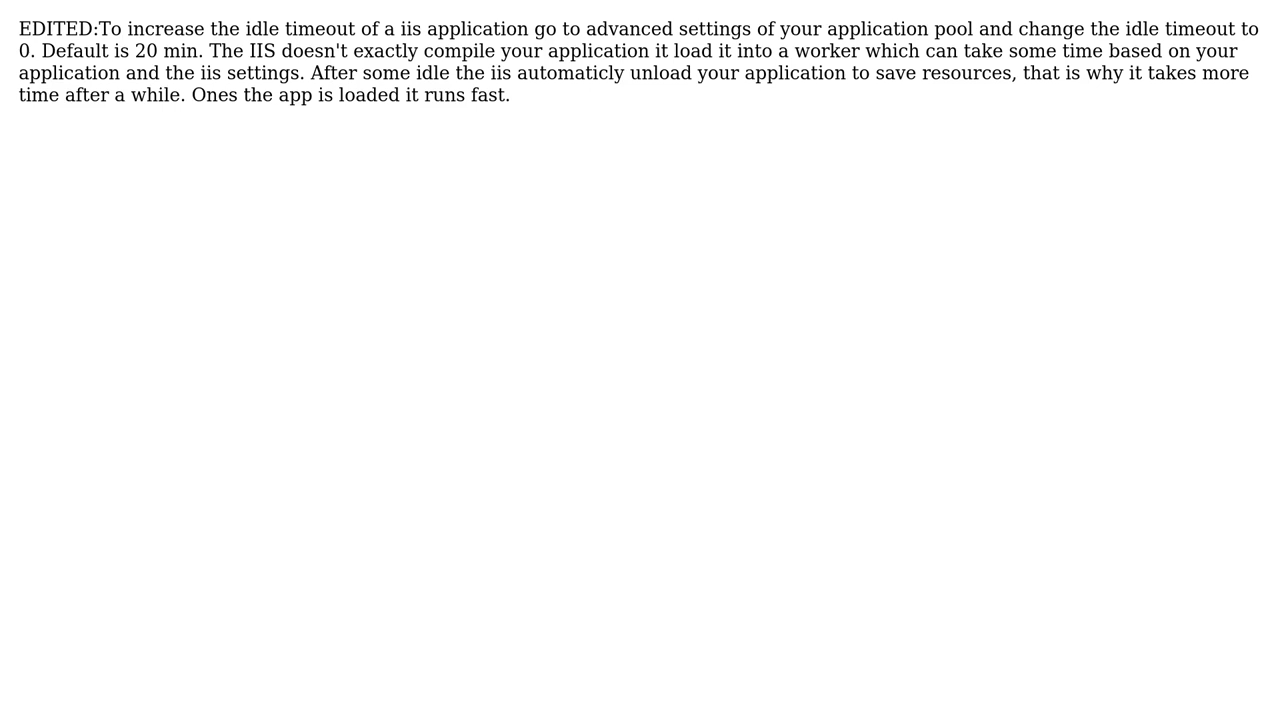 EDITED:To increase the idle timeout of a iis application go to advanced settings of your application pool and change the idle timeout to
0. Default is 20 min. The IIS doesn't exactly compile your application it load it into a worker which can take some time based on your
application and the iis settings. After some idle the iis automaticly unload your application to save resources, that is why it takes more
time after a while. Ones the app is loaded it runs fast.